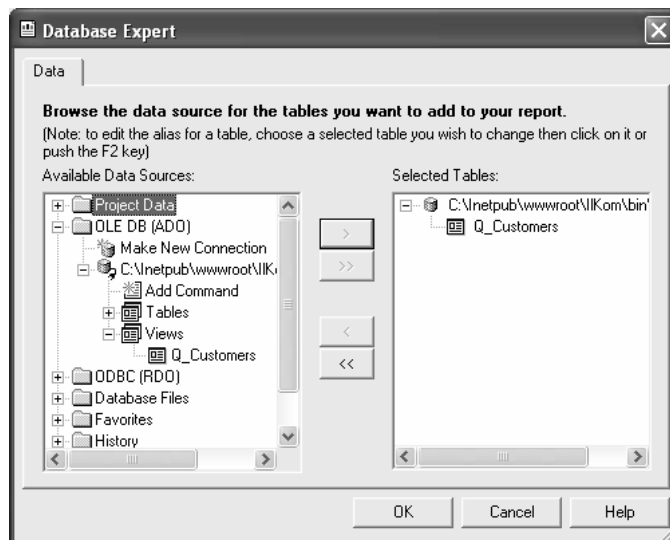 Database Expert
Data
Browse the data source for the tables you want to add to your report.
(Note: to edit the alias for a table, choose a selected table you wish to change then click on it or
push the F2 key)
Available Data Sources:
Selected Tables:
Project Data
OLE DB (ADO)
Make New Connection
C:\Inetpub\wwwroot\IIK
Add Command
Tables
Views
Q_Customers
ODBC (RDO)
Database Files
Favorites
History
>
>>
<
<<
C:\Inetpub\wwwroot\IIKom\bin'
Q_Customers
OK
Cancel
Help